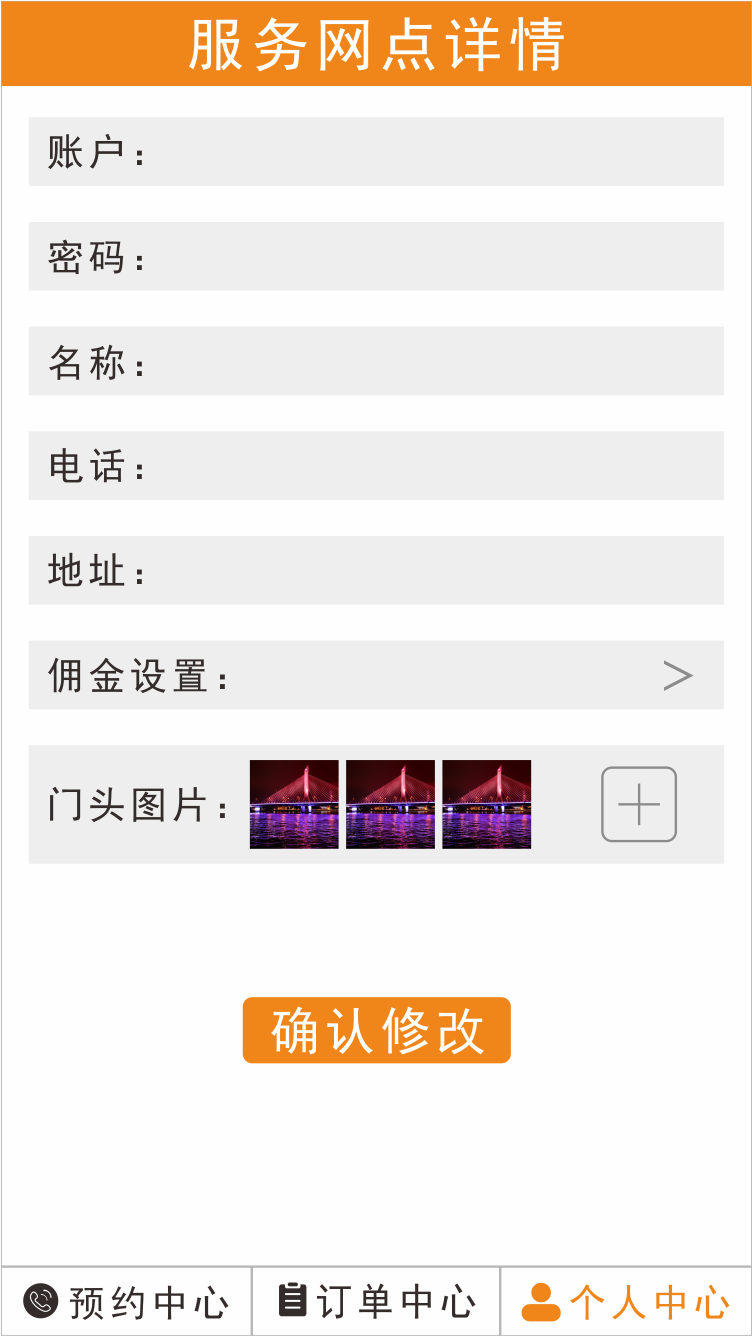 服务网点详情
账户：
密码：
名称：
电话：
地址：
佣金设置： >
门头图片：
确认修改
预约中心 订单中心 个人中心